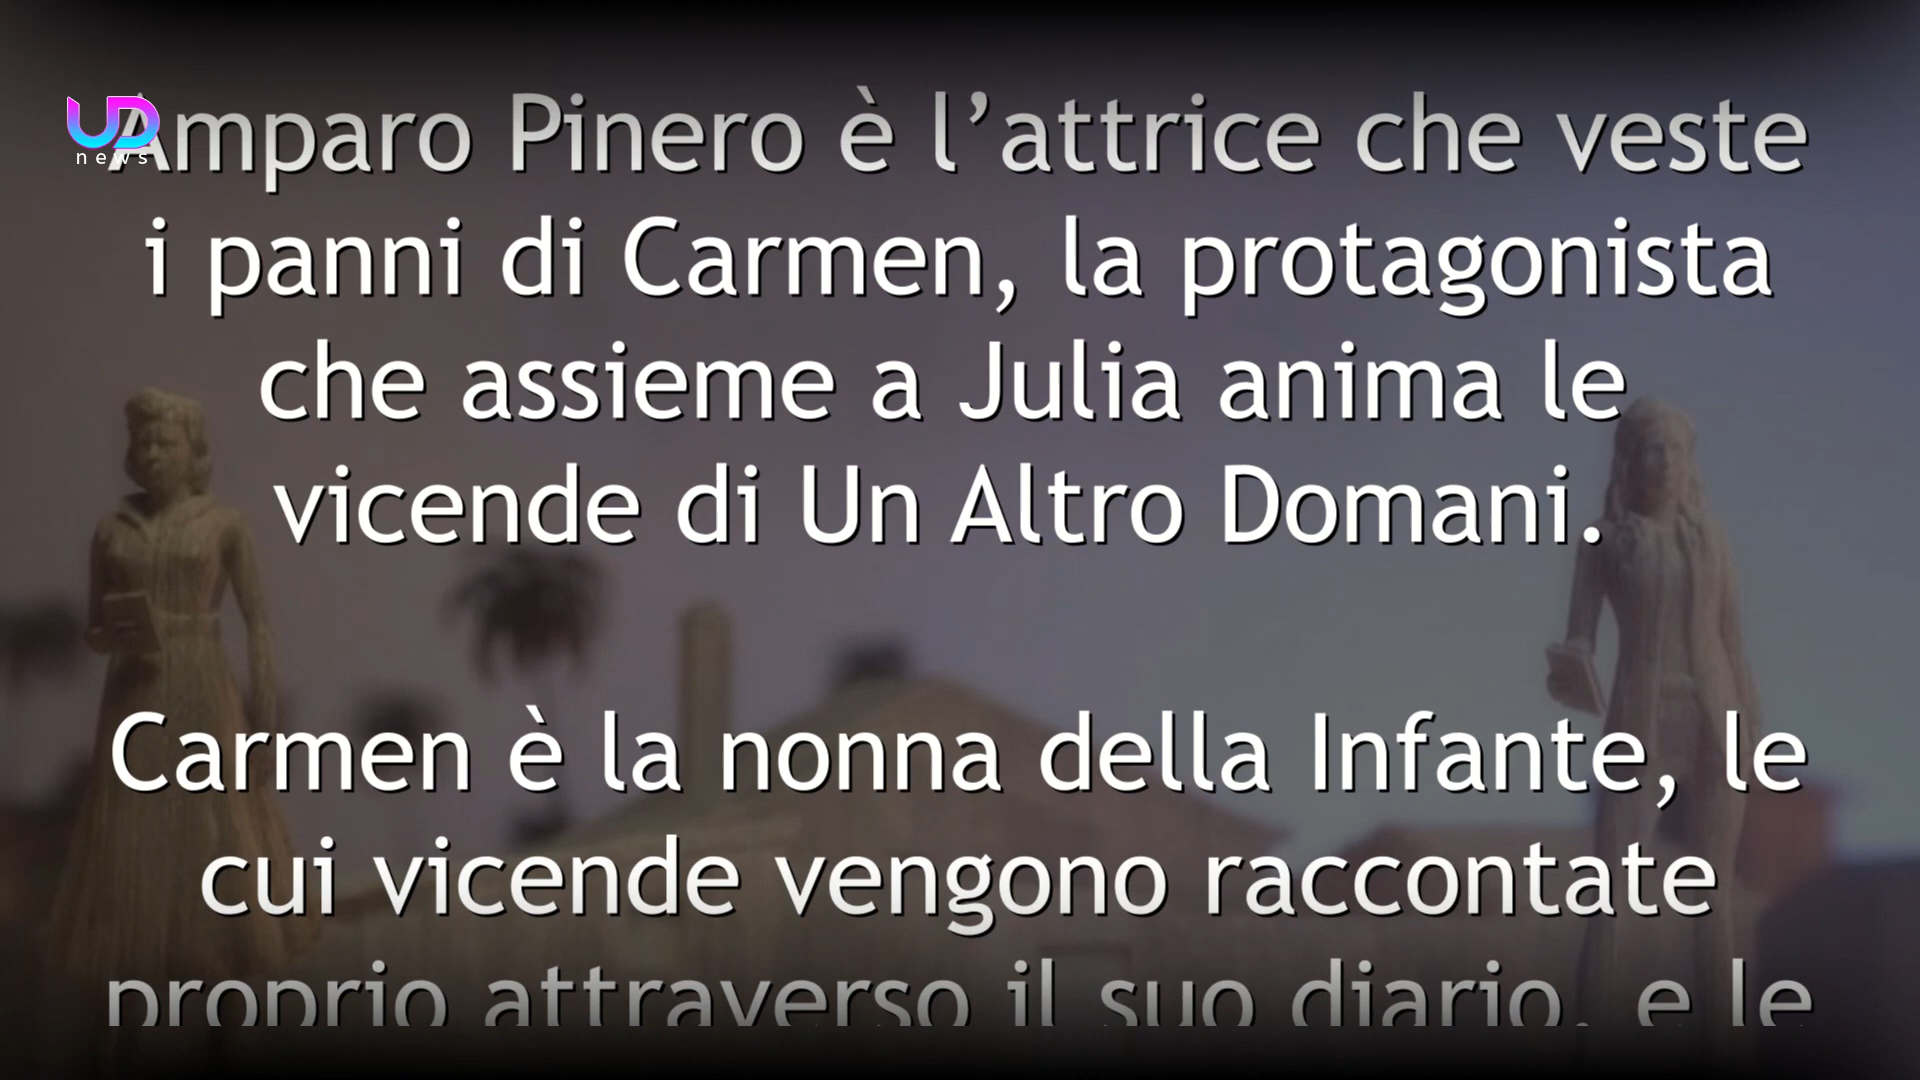 UD
news
Amparo Pinero è l’attrice che veste
i panni di Carmen, la protagonista
che assieme a Julia anima le
vicende di Un Altro Domani.
Carmen è la nonna della Infante, le
cui vicende vengono raccontate
proprio attraverso il suo diario, e le